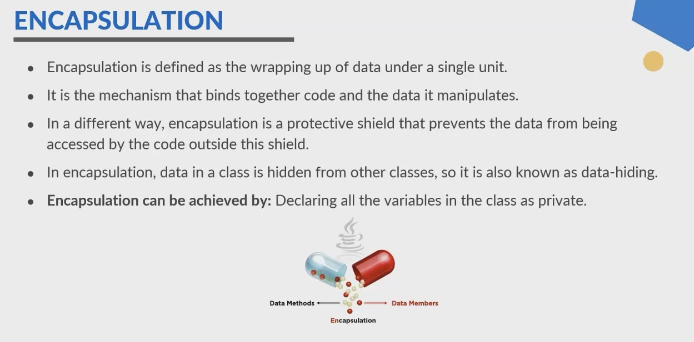 ENCAPSULATION
• Encapsulation is defined as the wrapping up of data under a single unit.
• It is the mechanism that binds together code and the data it manipulates.
• In a different way, encapsulation is a protective shield that prevents the data from being
accessed by the code outside this shield.
• In encapsulation, data in a class is hidden from other classes, so it is also known as data-hiding.
• Encapsulation can be achieved by: Declaring all the variables in the class as private.
Data Methods
Data Members
Encapsulation